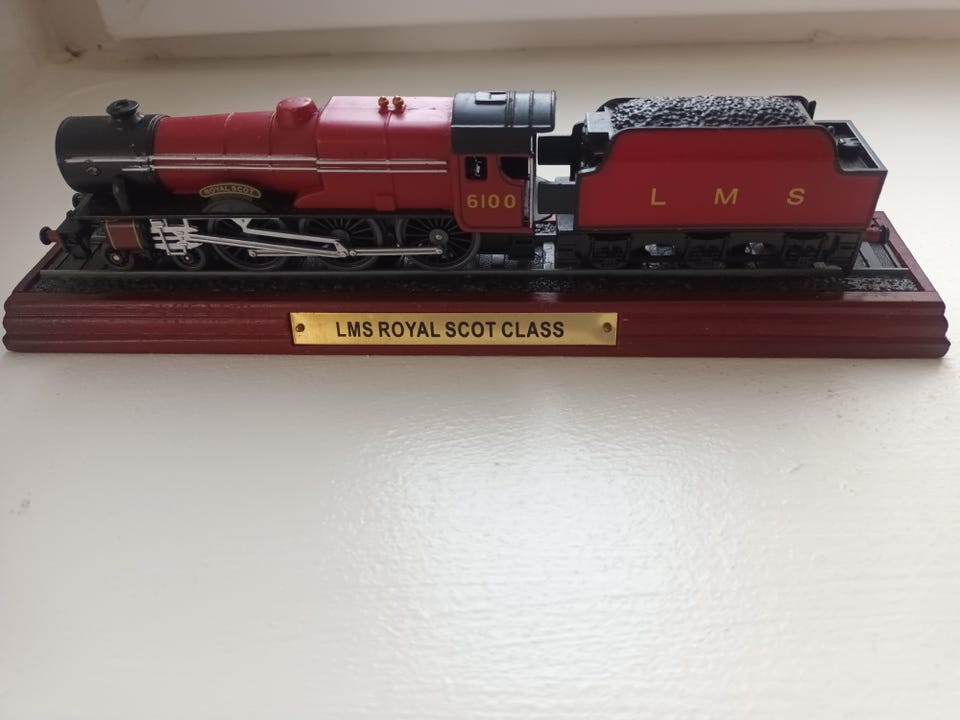 ROYAL SCOT
6100
L M S
LMS ROYAL SCOT CLASS